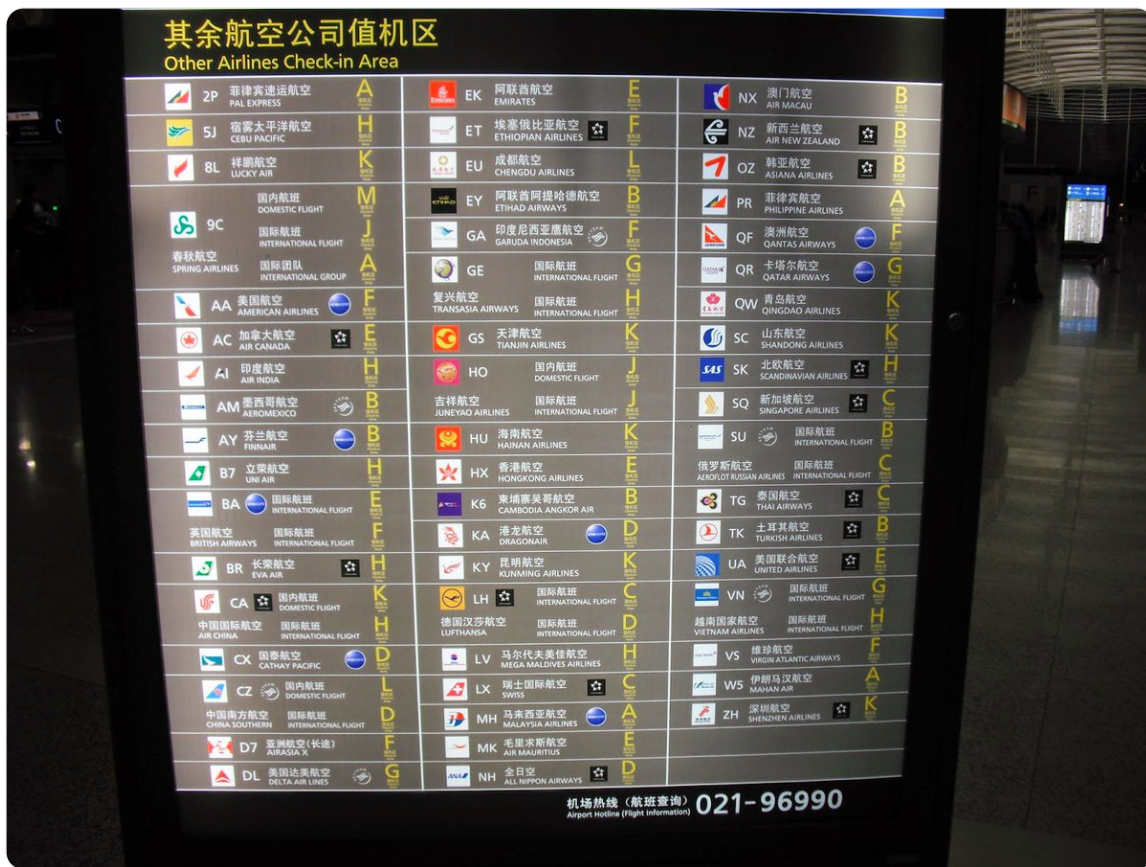 其余航空公司值机区
Other Airlines Check-in Area
2P 菲律宾速运航空 A
PAL EXPRESS
5J 宿雾太平洋航空 H
CEBU PACIFIC
8L 祥鹏航空 K
LUCKY AIR
国内航班 M
DOMESTIC FLIGHT
9C 国际航班 J
INTERNATIONAL FLIGHT
春秋航空 国际团队 A
SPRING AIRLINES INTERNATIONAL GROUP
AA 美国航空 F
AMERICAN AIRLINES
AC 加拿大航空 E
AIR CANADA
AI 印度航空 H
AIR INDIA
AM 墨西哥航空 B
AEROMEXICO
AY 芬兰航空 B
FINNAIR
B7 立荣航空 H
UNI AIR
BA 国际航班 E
INTERNATIONAL FLIGHT
英国航空 国际航班 F
BRITISH AIRWAYS INTERNATIONAL FLIGHT
BR 长荣航空 H
EVA AIR
CA 国内航班 K
DOMESTIC FLIGHT
中国国际航空 国际航班 H
AIR CHINA INTERNATIONAL FLIGHT
CX 国泰航空 D
CATHAY PACIFIC
CZ 国内航班 L
DOMESTIC FLIGHT
中国南方航空 国际航班 D
CHINA SOUTHERN INTERNATIONAL FLIGHT
D7 亚洲航空(长途) F
AIRASIA X
DL 美国达美航空 G
DELTA AIR LINES
Emirates EK 阿联酋航空 E
EMIRATES
ET 埃塞俄比亚航空 F
ETHIOPIAN AIRLINES
EU 成都航空 L
CHENGDU AIRLINES
ETIHAD EY 阿联酋阿提哈德航空 B
ETIHAD AIRWAYS
GA 印度尼西亚鹰航空 F
GARUDA INDONESIA
GE 国际航班 G
INTERNATIONAL FLIGHT
复兴航空 国际航班 H
TRANSASIA AIRWAYS INTERNATIONAL FLIGHT
GS 天津航空 K
TIANJIN AIRLINES
HO 国内航班 J
DOMESTIC FLIGHT
吉祥航空 国际航班 J
JUNEYAO AIRLINES INTERNATIONAL FLIGHT
HU 海南航空 K
HAINAN AIRLINES
HX 香港航空 E
HONGKONG AIRLINES
K6 柬埔寨吴哥航空 B
CAMBODIA ANGKOR AIR
KA 港龙航空 D
DRAGONAIR
KY 昆明航空 K
KUNMING AIRLINES
LH 国际航班 C
INTERNATIONAL FLIGHT
德国汉莎航空 国际航班 D
LUFTHANSA INTERNATIONAL FLIGHT
LV 马尔代夫美佳航空 H
MEGA MALDIVES AIRLINES
LX 瑞士国际航空 C
SWISS
MH 马来西亚航空 A
MALAYSIA AIRLINES
MK 毛里求斯航空 E
AIR MAURITIUS
ANA NH 全日空 D
ALL NIPPON AIRWAYS
NX 澳门航空 B
AIR MACAU
NZ 新西兰航空 B
AIR NEW ZEALAND
OZ 韩亚航空 B
ASIANA AIRLINES
PR 菲律宾航空 A
PHILIPPINE AIRLINES
QF 澳洲航空 F
QANTAS AIRWAYS
QR 卡塔尔航空 G
QATAR AIRWAYS
QW 青岛航空 K
QINGDAO AIRLINES
SC 山东航空 K
SHANDONG AIRLINES
SAS SK 北欧航空 H
SCANDINAVIAN AIRLINES
SQ 新加坡航空 C
SINGAPORE AIRLINES
SU 国际航班 B
INTERNATIONAL FLIGHT
俄罗斯航空 国际航班 C
AEROFLOT RUSSIAN AIRLINES INTERNATIONAL FLIGHT
TG 泰国航空 C
THAI AIRWAYS
TK 土耳其航空 B
TURKISH AIRLINES
UA 美国联合航空 E
UNITED AIRLINES
VN 国际航班 G
INTERNATIONAL FLIGHT
越南国家航空 国际航班 H
VIETNAM AIRLINES INTERNATIONAL FLIGHT
VS 维珍航空 F
VIRGIN ATLANTIC AIRWAYS
W5 伊朗马汉航空 A
MAHAN AIR
ZH 深圳航空 K
SHENZHEN AIRLINES
机场热线（航班查询） 021-96990
Airport Hotline (Flight Information)